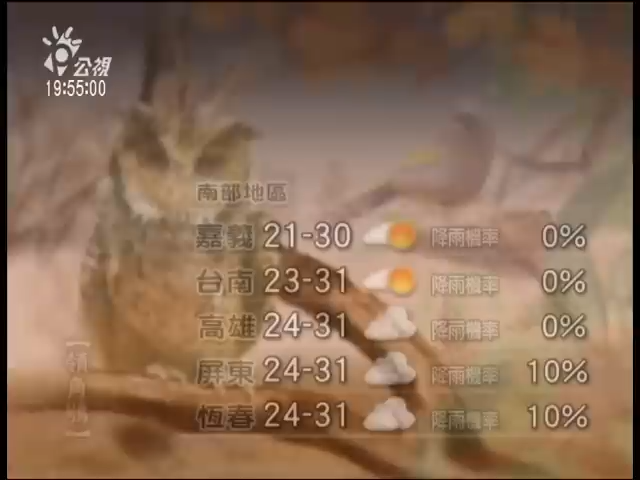 公視
19:55:00
南部地區
嘉義 21-30 降雨機率 0%
台南 23-31 降雨機率 0%
高雄 24-31 降雨機率 0%
屏東 24-31 降雨機率 10%
恆春 24-31 降雨機率 10%